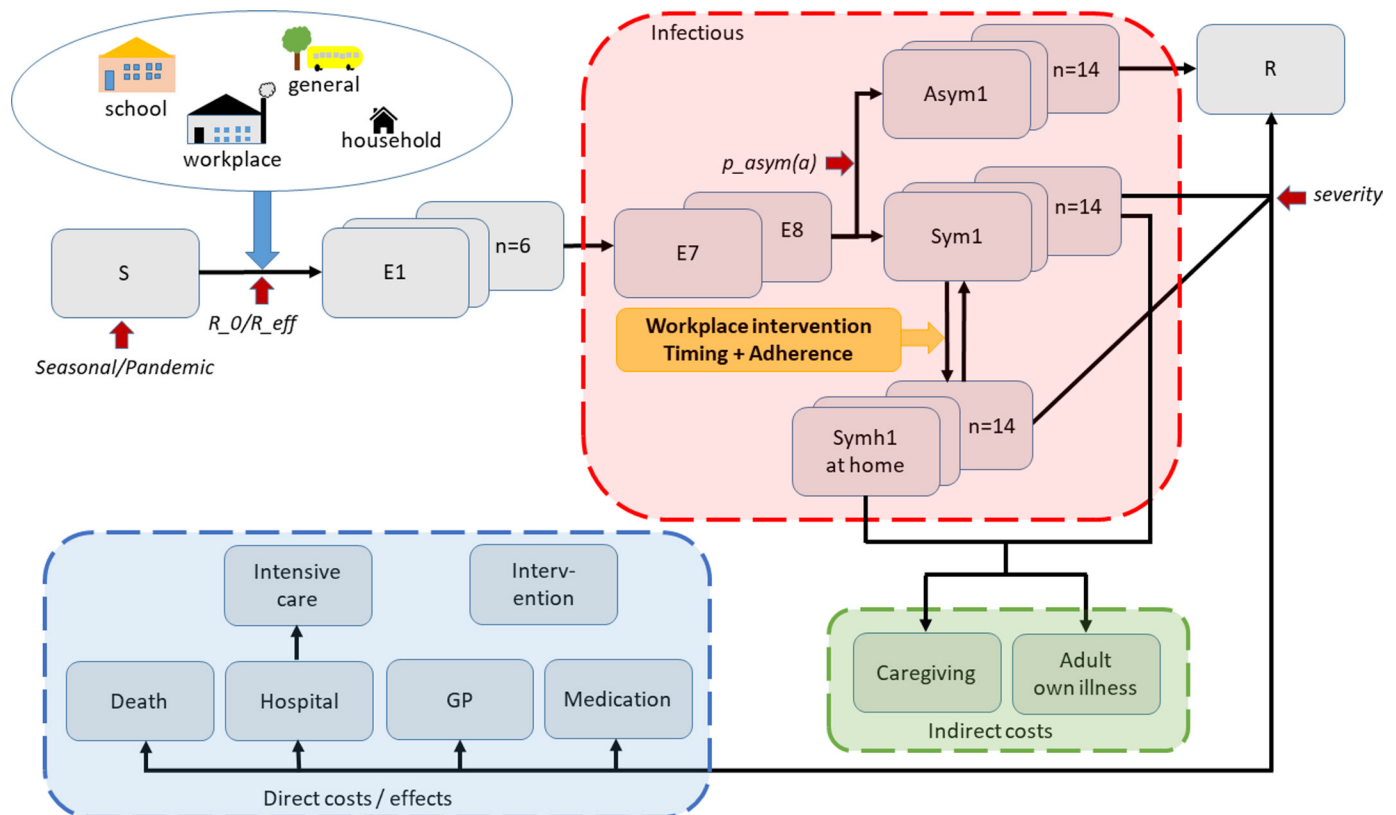 school
general
workplace
household
Infectious
Asym1
n=14
R
p_asym(a)
severity
S
E1
n=6
E7
E8
Sym1
n=14
R_0/R_eff
Seasonal/Pandemic
Workplace intervention
Timing + Adherence
Symh1
at home
n=14
Intensive
care
Interv-
ention
Death
Hospital
GP
Medication
Direct costs / effects
Caregiving
Adult
own illness
Indirect costs